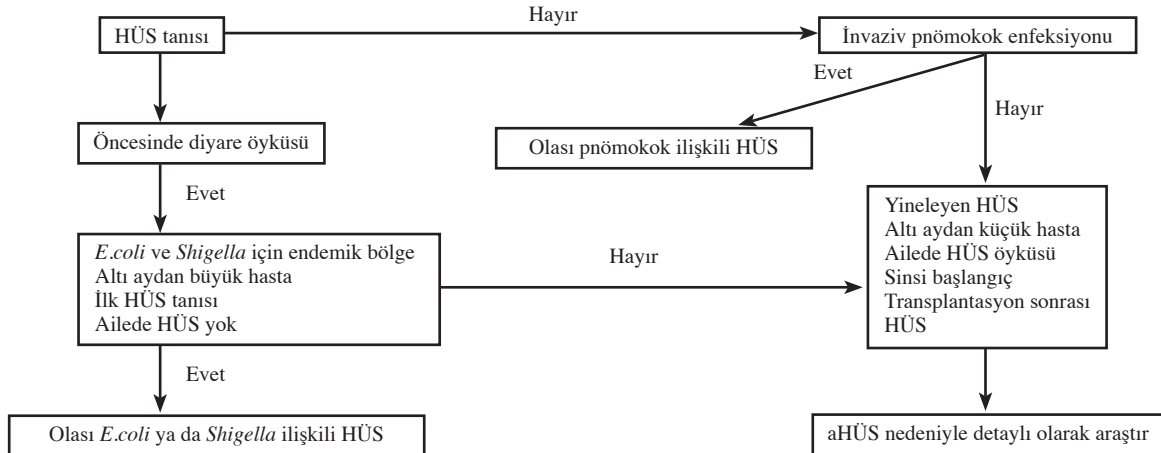 HÜS tanısı
Hayır
İnvaziv pnömokok enfeksiyonu
Evet
Hayır
Öncesinde diyare öyküsü
Olası pnömokok ilişkili HÜS
Evet
E.coli ve Shigella için endemik bölge
Altı aydan büyük hasta
İlk HÜS tanısı
Ailede HÜS yok
Hayır
Yineleyen HÜS
Altı aydan küçük hasta
Ailede HÜS öyküsü
Sinsi başlangıç
Transplantasyon sonrası
HÜS
Evet
Olası E.coli ya da Shigella ilişkili HÜS
aHÜS nedeniyle detaylı olarak araştır